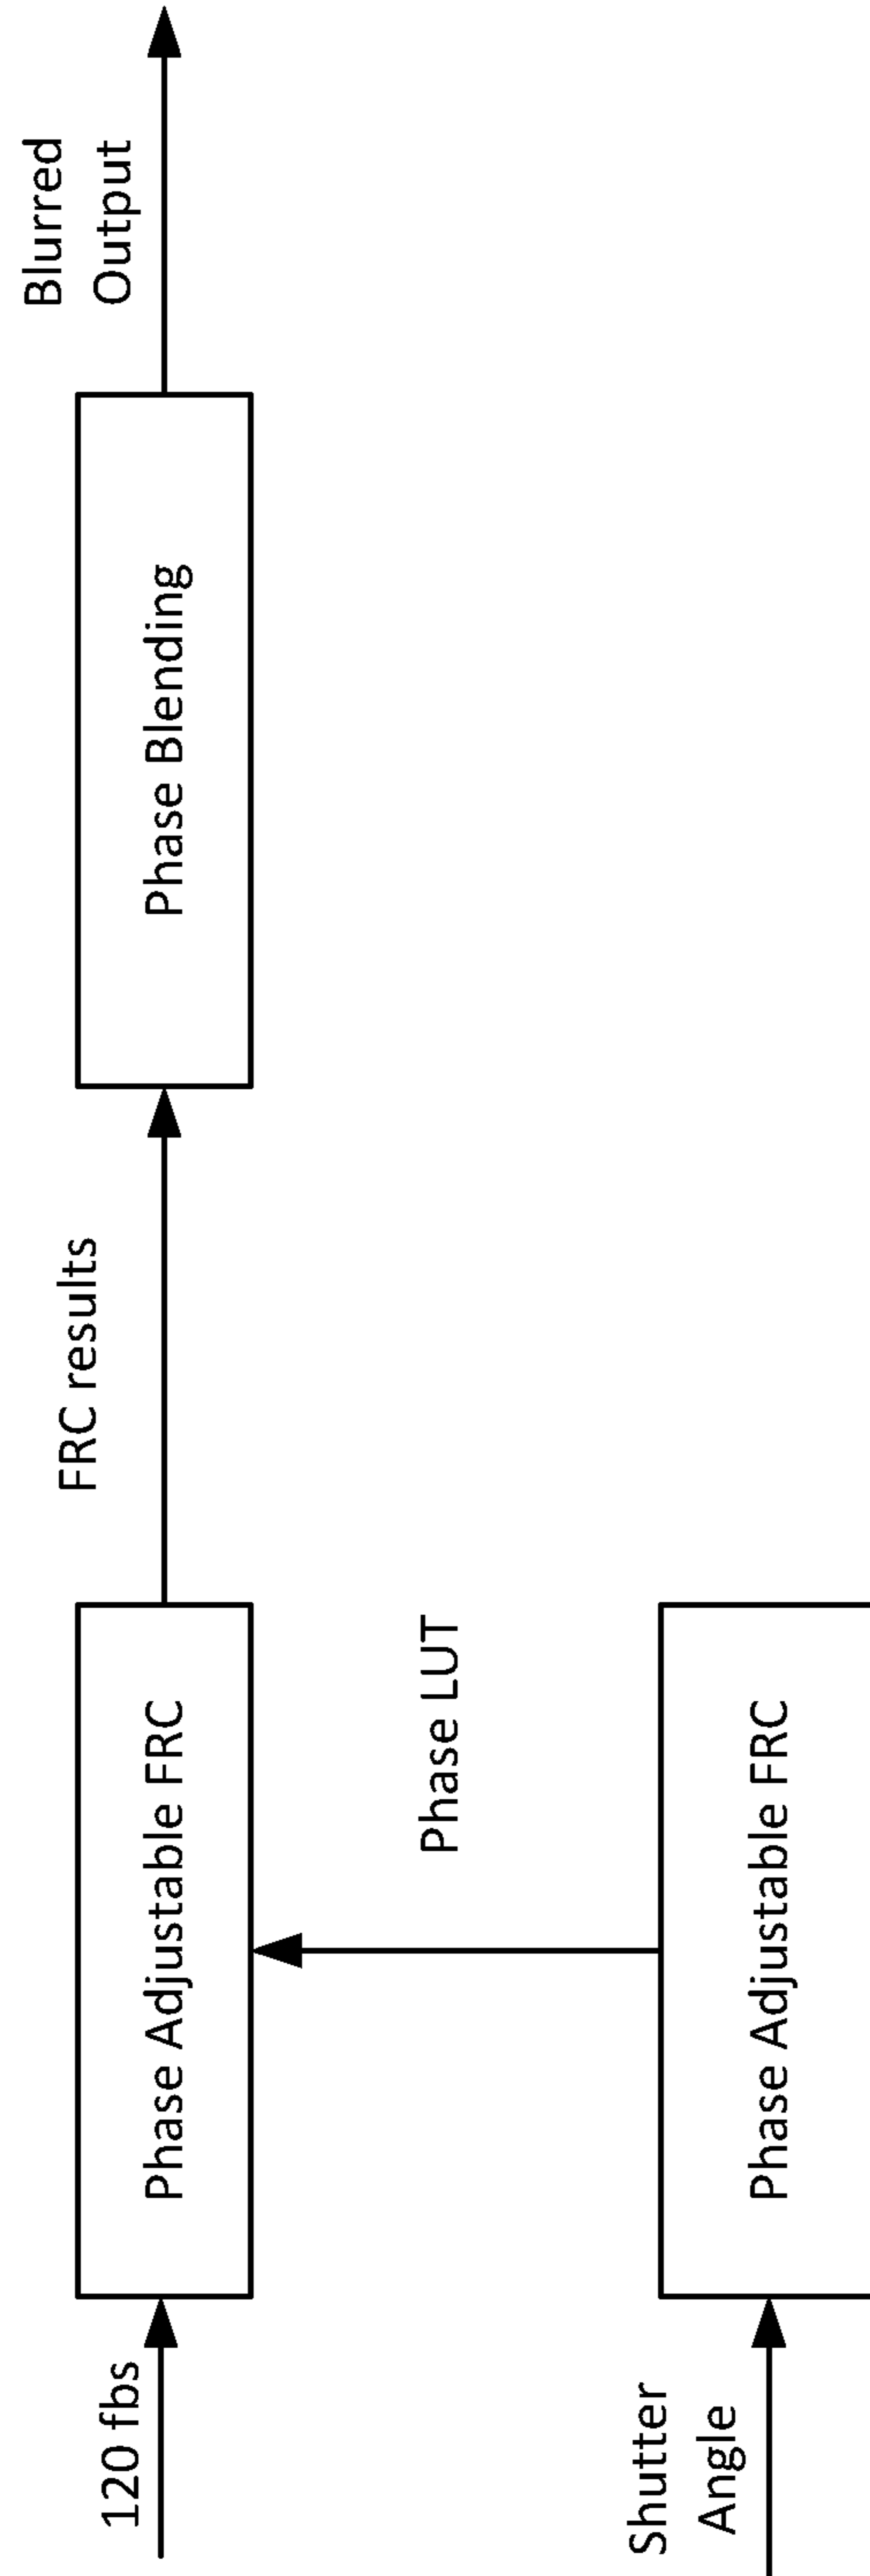 120 fbs
Phase Adjustable FRC
FRC results
Phase Blending
Blurred
Output
Phase LUT
Shutter
Angle
Phase Adjustable FRC